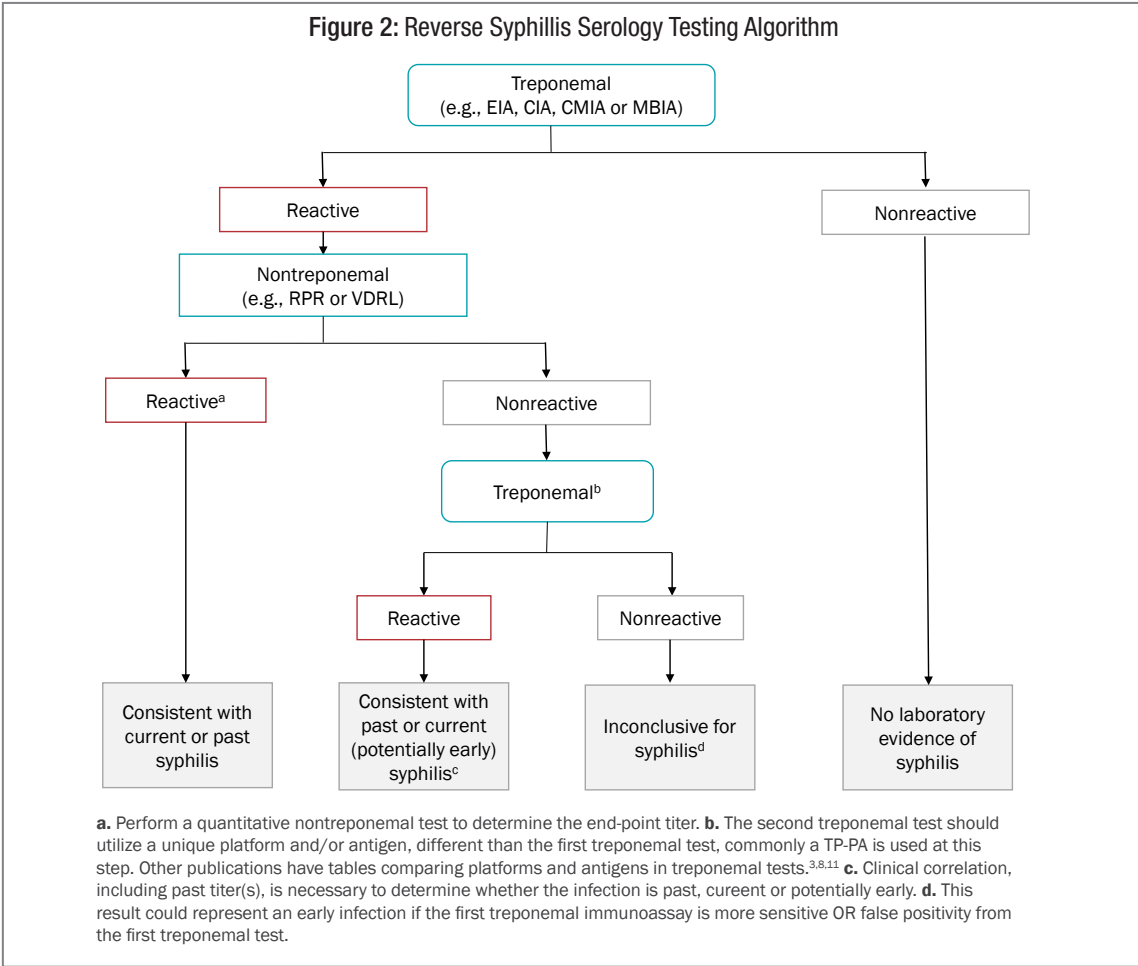 Figure 2: Reverse Syphillis Serology Testing Algorithm
Treponemal
(e.g., EIA, CIA, CMIA or MBIA)
Reactive
Nonreactive
Nontreponemal
(e.g., RPR or VDRL)
Reactiveᵃ
Nonreactive
Treponemalᵇ
Reactive
Nonreactive
Consistent with
current or past
syphilis
Consistent with
past or current
(potentially early)
syphilisᶜ
Inconclusive for
syphilisᵈ
No laboratory
evidence of
syphilis
a. Perform a quantitative nontreponemal test to determine the end-point titer. b. The second treponemal test should
utilize a unique platform and/or antigen, different than the first treponemal test, commonly a TP-PA is used at this
step. Other publications have tables comparing platforms and antigens in treponemal tests.³,⁸,¹¹ c. Clinical correlation,
including past titer(s), is necessary to determine whether the infection is past, cureent or potentially early. d. This
result could represent an early infection if the first treponemal immunoassay is more sensitive OR false positivity from
the first treponemal test.